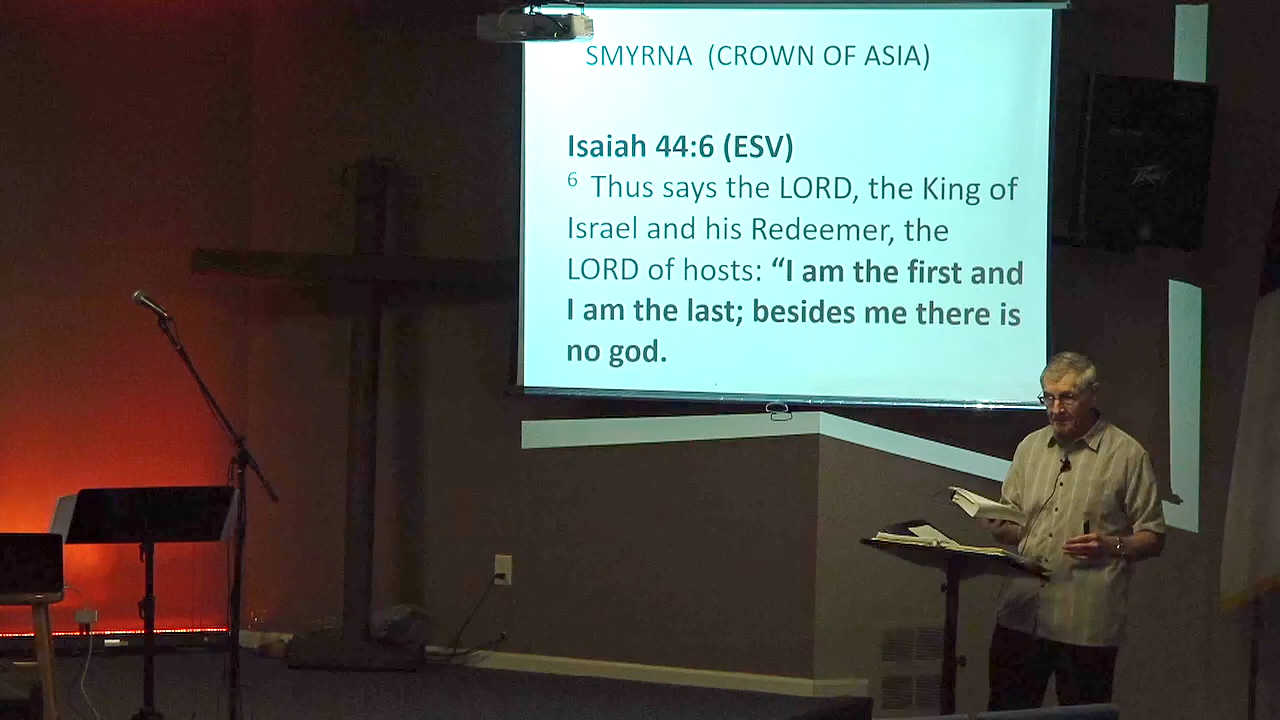 SMYRNA (CROWN OF ASIA)
Isaiah 44:6 (ESV)
6 Thus says the LORD, the King of
Israel and his Redeemer, the
LORD of hosts: “I am the first and
I am the last; besides me there is
no god.